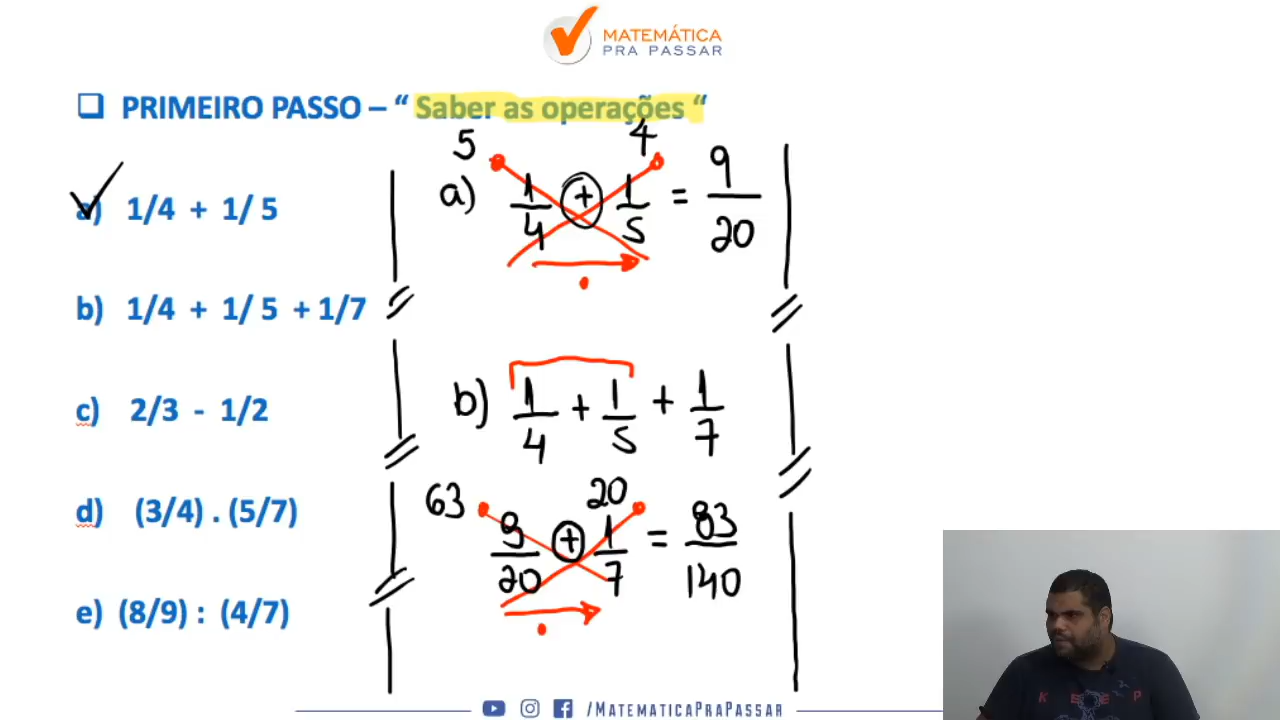 MATEMÁTICA
PRA PASSAR
PRIMEIRO PASSO – “ Saber as operações “
a) 1/4 + 1/ 5
b) 1/4 + 1/ 5 + 1/7
c) 2/3 - 1/2
d) (3/4) . (5/7)
e) (8/9) : (4/7)
5 4
a) 1/4 + 1/5 = 9/20
b) 1/4 + 1/5 + 1/7
63 20
9/20 + 1/7 = 83/140
K E E P
/MATEMATICAPRAPASSAR